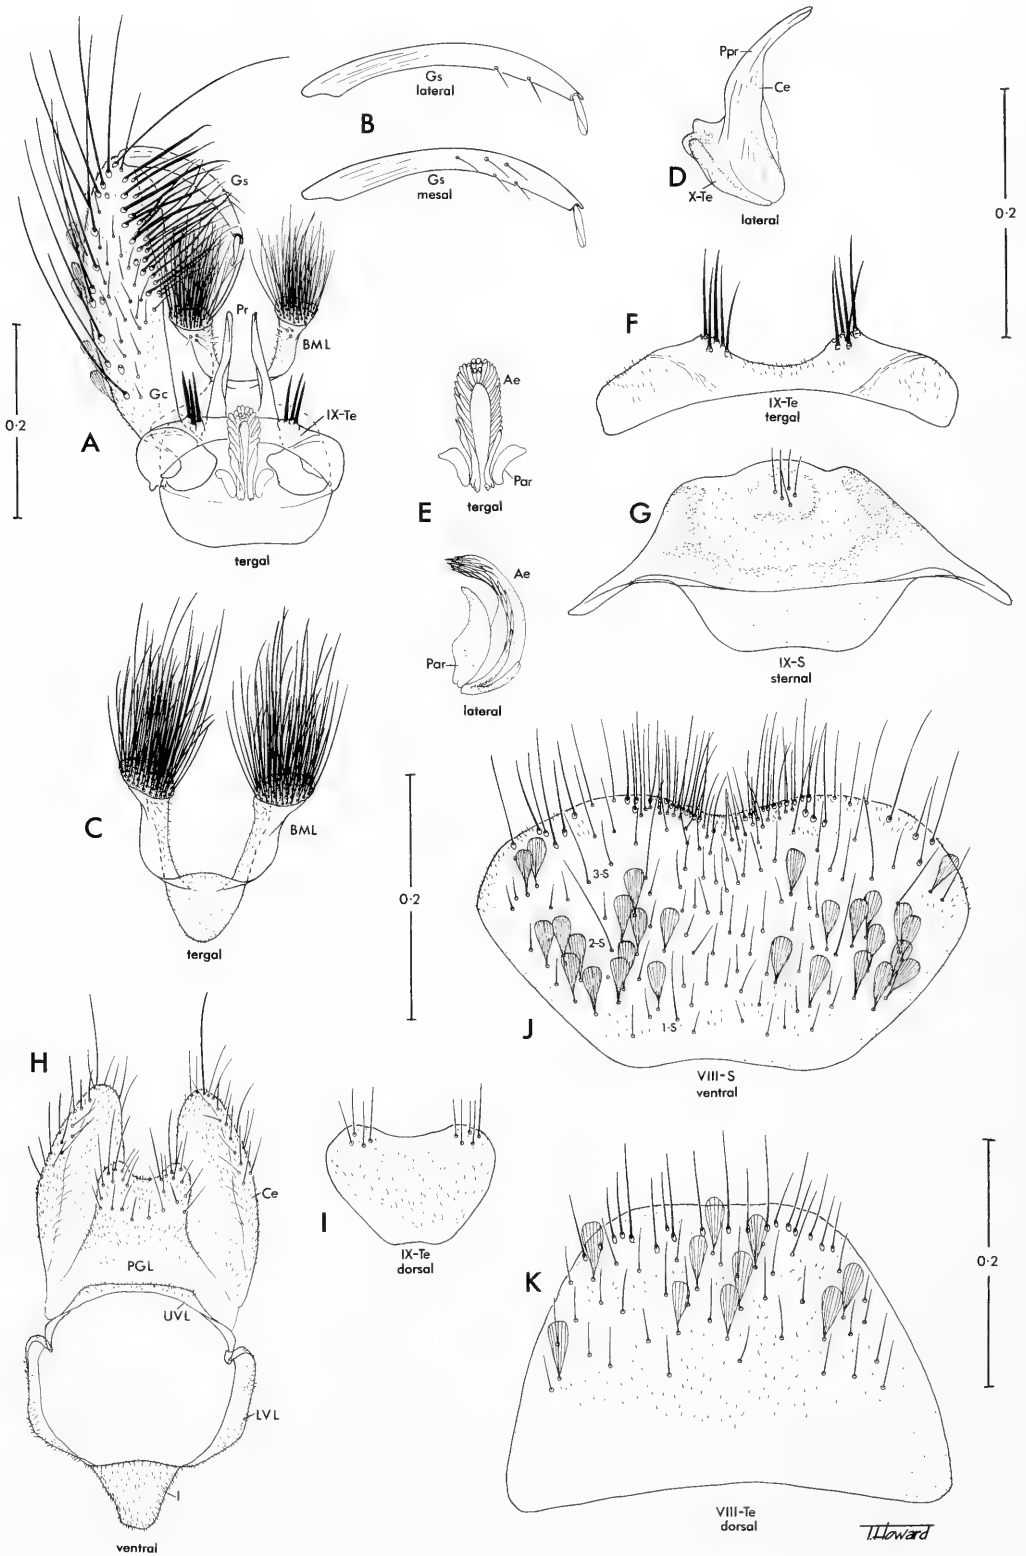 Gs
lateral
B
Gs
mesal
Ppr
Ce
D
X-Te
lateral
0·2
Gs
Pr
BML
Gc
IX-Te
A
0·2
tergal
F
IX-Te
tergal
Ae
Par
E
tergal
G
IX-S
sternal
Ae
Par
lateral
C
BML
tergal
0·2
3-S
2-S
1-S
J
VIII-S
ventral
H
Ce
PGL
UVL
LVL
I
ventral
I
IX-Te
dorsal
K
VIII-Te
dorsal
0·2
T.Howard